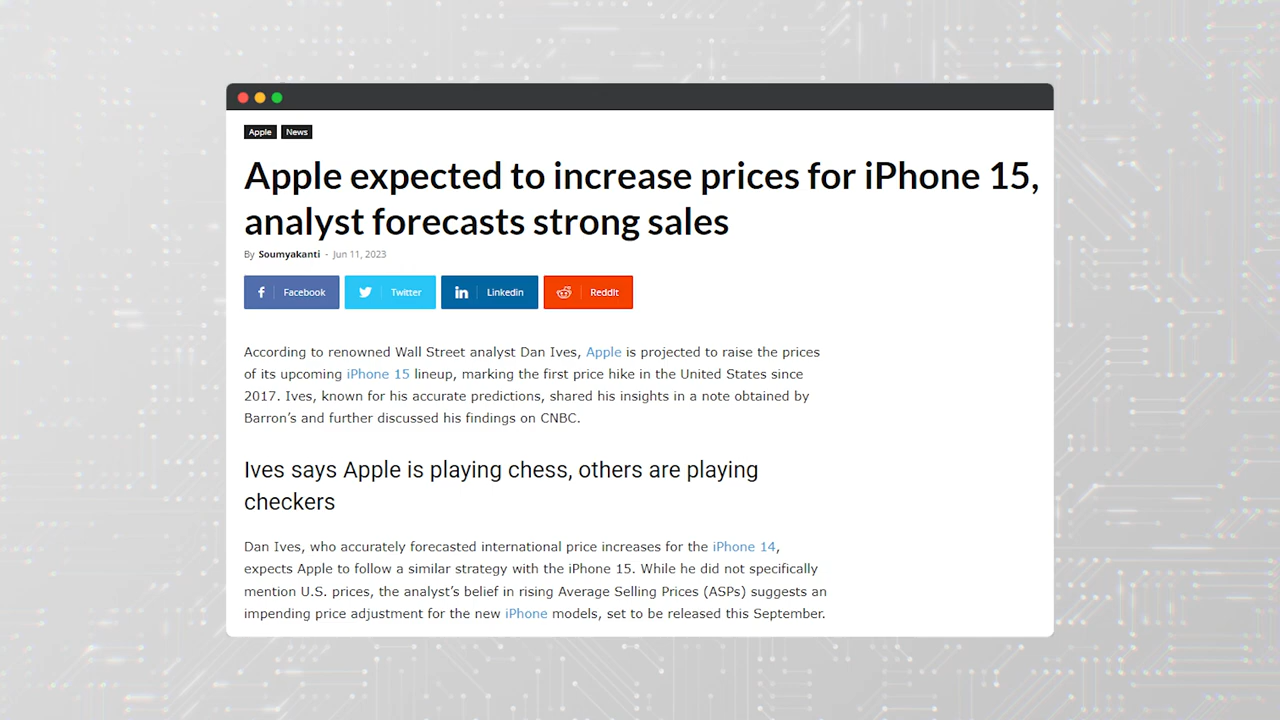 Apple News
Apple expected to increase prices for iPhone 15,
analyst forecasts strong sales
By Soumyakanti - Jun 11, 2023
Facebook Twitter Linkedin ReddIt
According to renowned Wall Street analyst Dan Ives, Apple is projected to raise the prices
of its upcoming iPhone 15 lineup, marking the first price hike in the United States since
2017. Ives, known for his accurate predictions, shared his insights in a note obtained by
Barron’s and further discussed his findings on CNBC.
Ives says Apple is playing chess, others are playing
checkers
Dan Ives, who accurately forecasted international price increases for the iPhone 14,
expects Apple to follow a similar strategy with the iPhone 15. While he did not specifically
mention U.S. prices, the analyst’s belief in rising Average Selling Prices (ASPs) suggests an
impending price adjustment for the new iPhone models, set to be released this September.